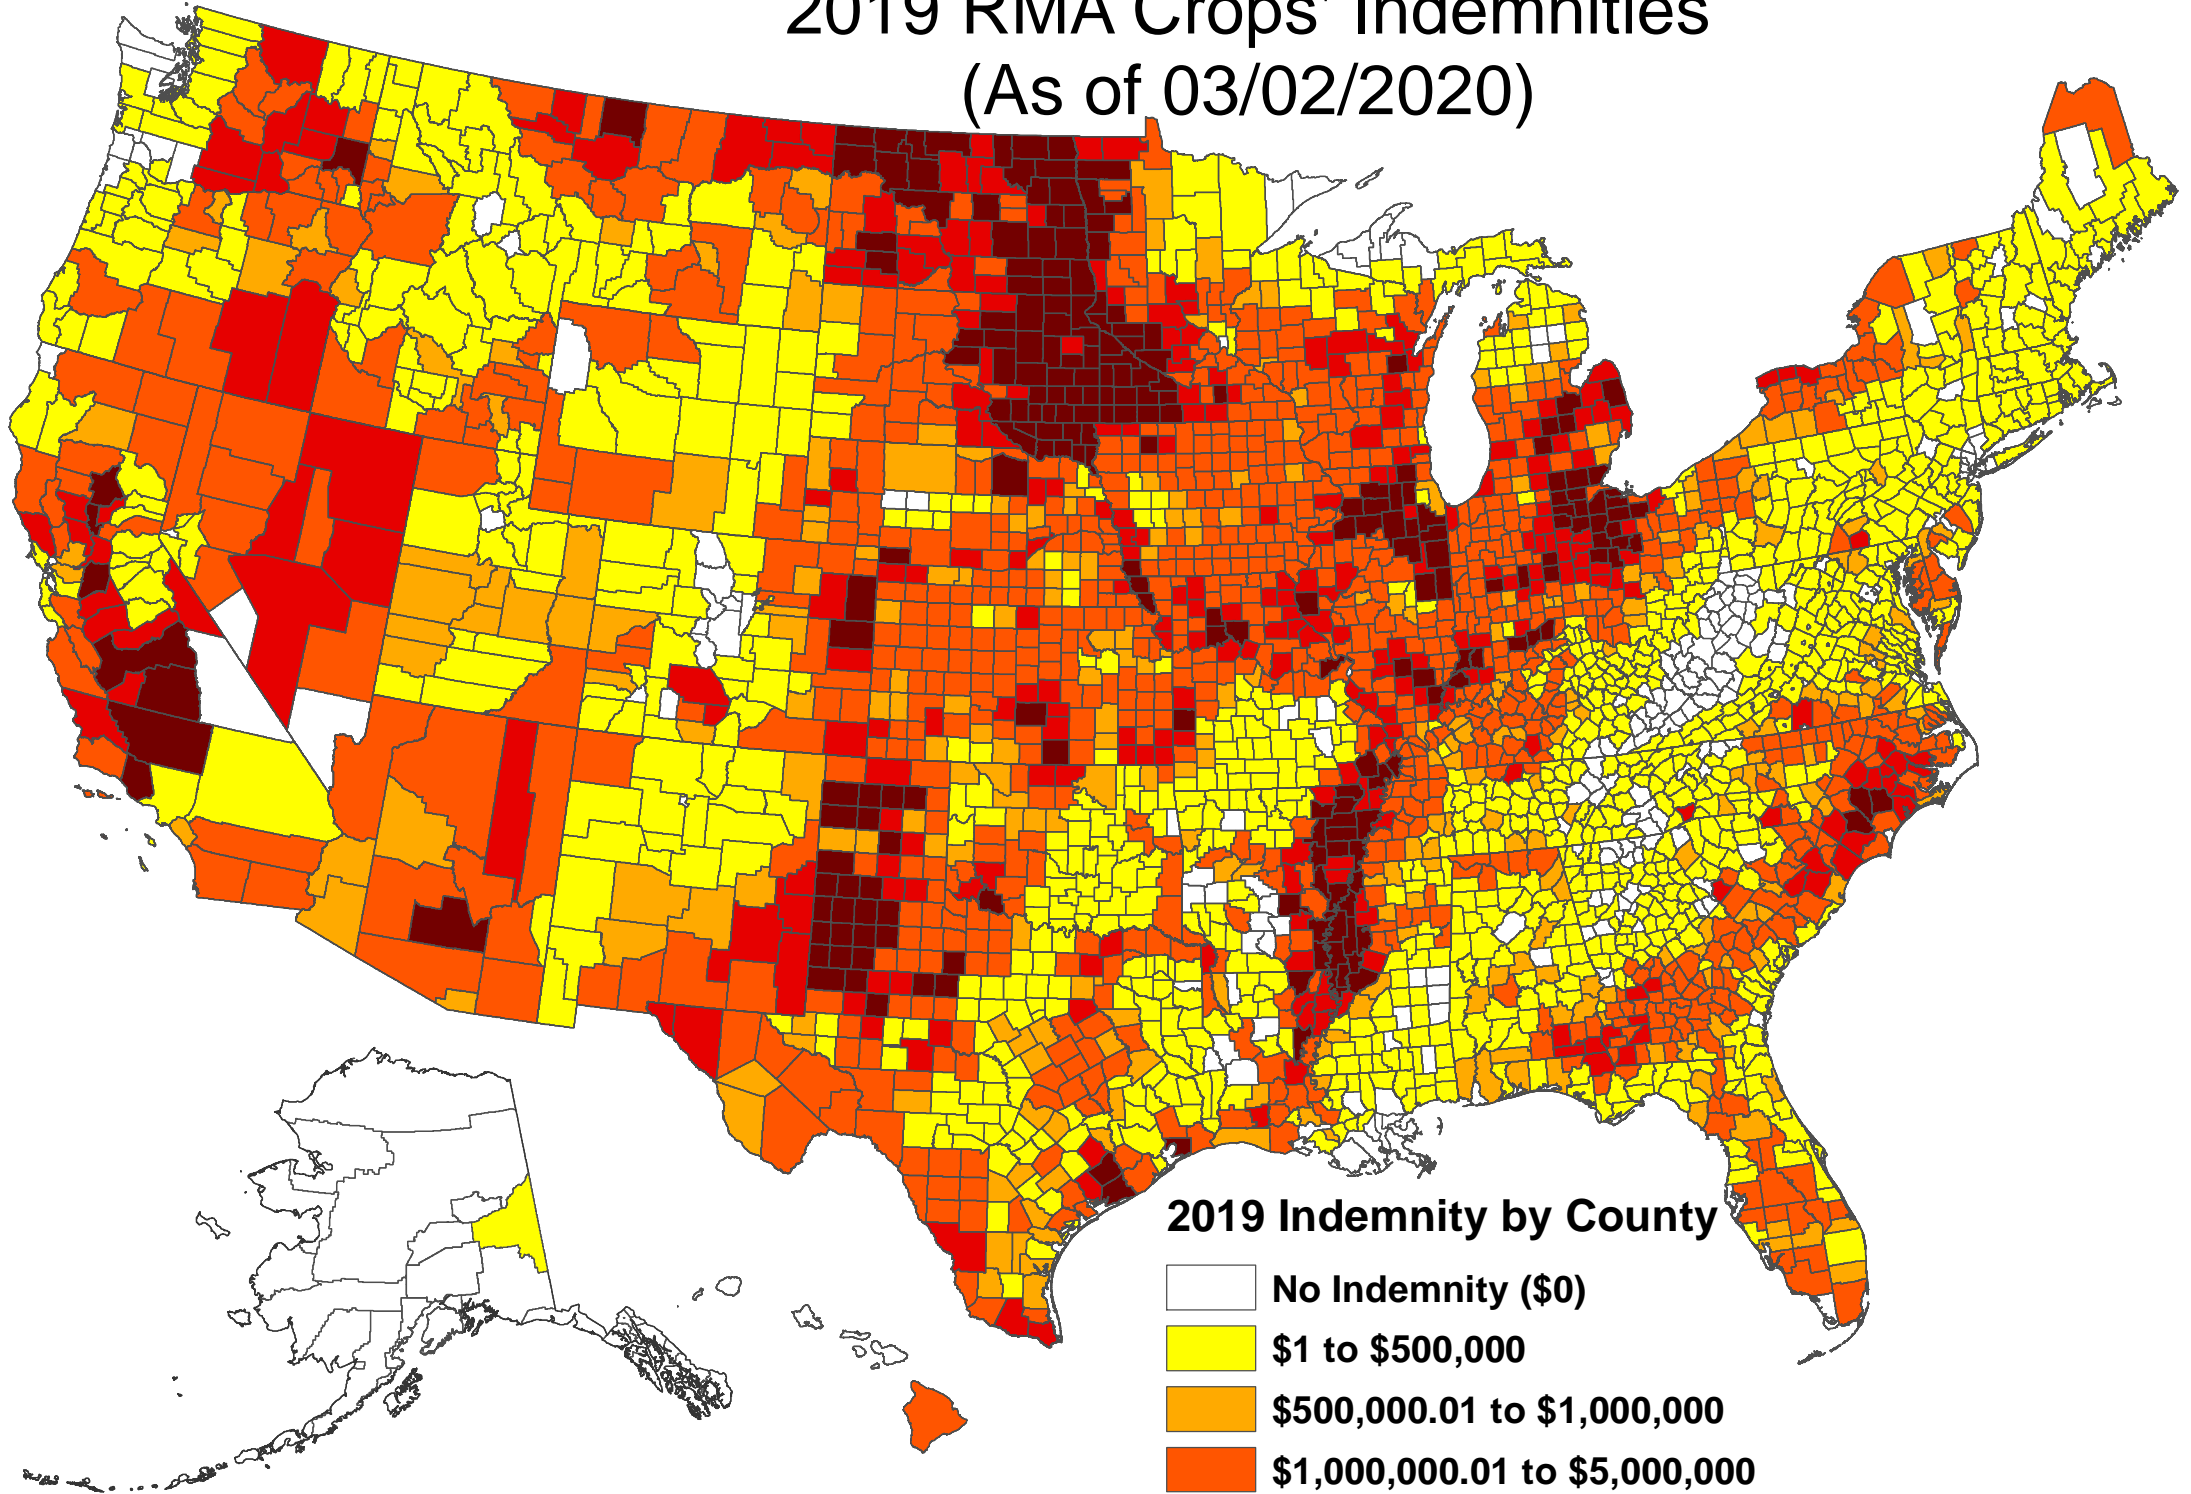 2019 RMA Crops' Indemnities
(As of 03/02/2020)
2019 Indemnity by County
No Indemnity ($0)
$1 to $500,000
$500,000.01 to $1,000,000
$1,000,000.01 to $5,000,000